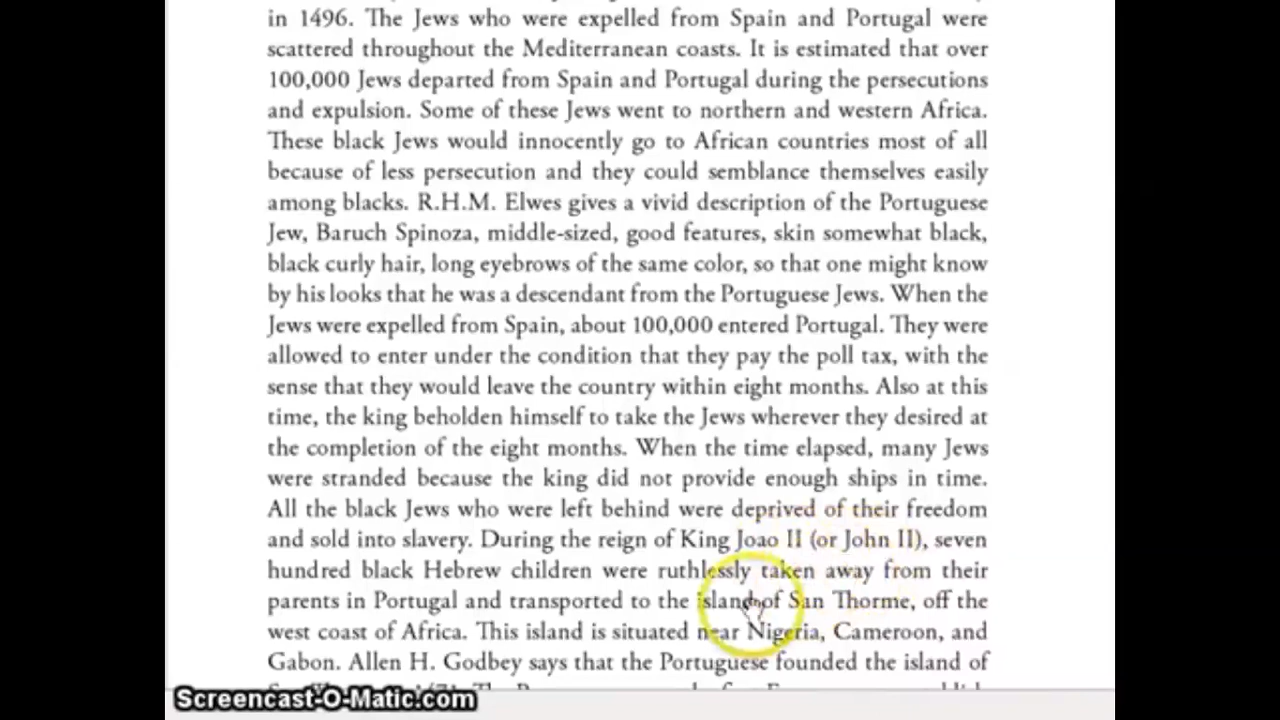 in 1496. The Jews who were expelled from Spain and Portugal were
scattered throughout the Mediterranean coasts. It is estimated that over
100,000 Jews departed from Spain and Portugal during the persecutions
and expulsion. Some of these Jews went to northern and western Africa.
These black Jews would innocently go to African countries most of all
because of less persecution and they could semblance themselves easily
among blacks. R.H.M. Elwes gives a vivid description of the Portuguese
Jew, Baruch Spinoza, middle-sized, good features, skin somewhat black,
black curly hair, long eyebrows of the same color, so that one might know
by his looks that he was a descendant from the Portuguese Jews. When the
Jews were expelled from Spain, about 100,000 entered Portugal. They were
allowed to enter under the condition that they pay the poll tax, with the
sense that they would leave the country within eight months. Also at this
time, the king beholden himself to take the Jews wherever they desired at
the completion of the eight months. When the time elapsed, many Jews
were stranded because the king did not provide enough ships in time.
All the black Jews who were left behind were deprived of their freedom
and sold into slavery. During the reign of King Joao II (or John II), seven
hundred black Hebrew children were ruthlessly taken away from their
parents in Portugal and transported to the island of San Thorme, off the
west coast of Africa. This island is situated near Nigeria, Cameroon, and
Gabon. Allen H. Godbey says that the Portuguese founded the island of
Screencast-O-Matic.com